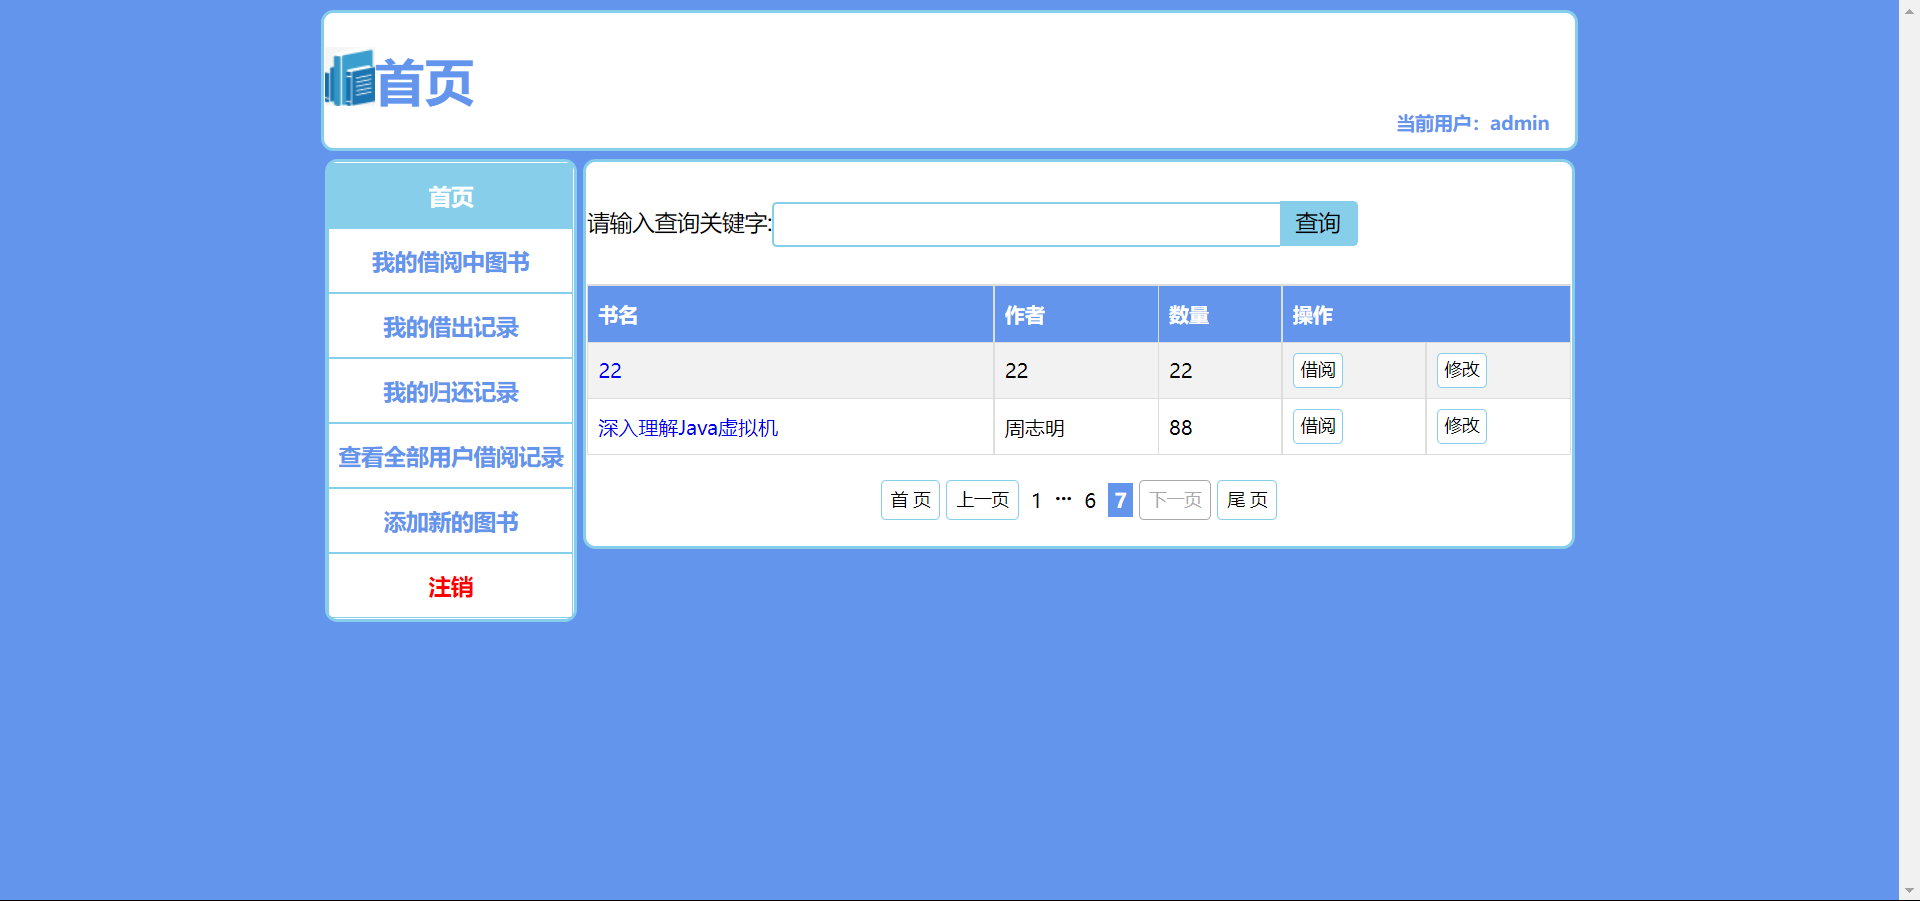 首页
当前用户：admin
首页
我的借阅中图书
我的借出记录
我的归还记录
查看全部用户借阅记录
添加新的图书
注销
请输入查询关键字: 查询
书名 作者 数量 操作
22 22 22 借阅 修改
深入理解Java虚拟机 周志明 88 借阅 修改
首 页 上一页 1 ··· 6 7 下一页 尾 页